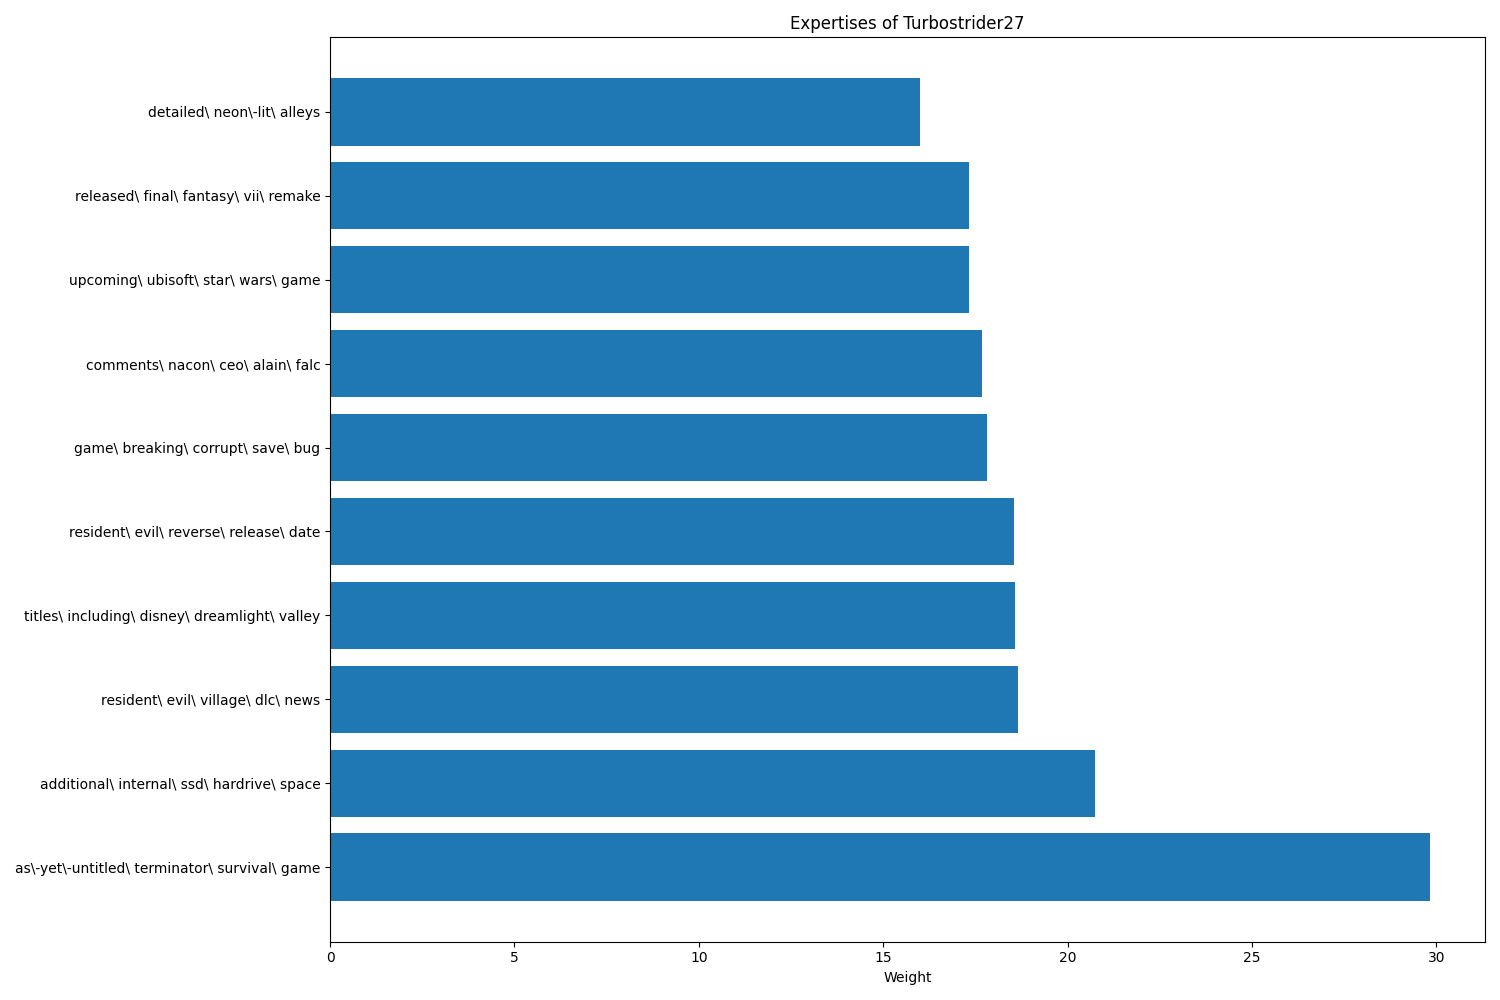 Expertises of Turbostrider27
detailed\ neon\-lit\ alleys
released\ final\ fantasy\ vii\ remake
upcoming\ ubisoft\ star\ wars\ game
comments\ nacon\ ceo\ alain\ falc
game\ breaking\ corrupt\ save\ bug
resident\ evil\ reverse\ release\ date
titles\ including\ disney\ dreamlight\ valley
resident\ evil\ village\ dlc\ news
additional\ internal\ ssd\ hardrive\ space
as\-yet\-untitled\ terminator\ survival\ game
0 5 10 15 20 25 30
Weight